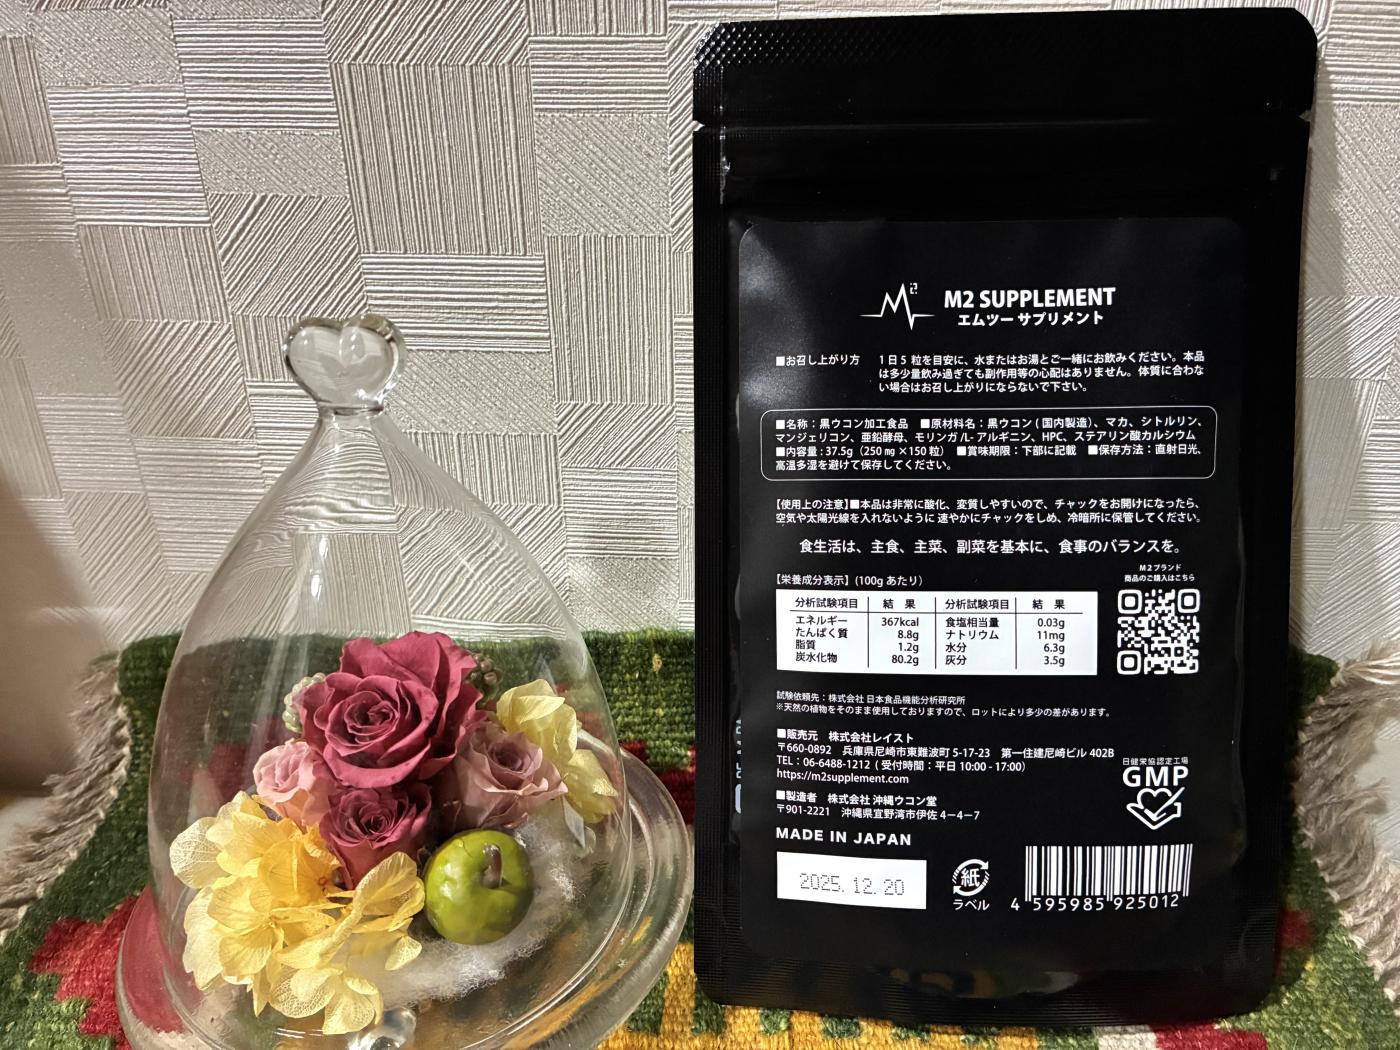 M2
M2 SUPPLEMENT
エムツー サプリメント
■お召し上がり方 1日5 粒を目安に、水またはお湯とご一緒にお飲みください。本品
は多少量飲み過ぎても副作用等の心配はありません。体質に合わな
い場合はお召し上がりにならないで下さい。
■名称：黒ウコン加工食品 ■原材料名：黒ウコン ( 国内製造）、マカ、シトルリン、
マンジェリコン、亜鉛酵母、モリンガ /L- アルギニン、HPC、ステアリン酸カルシウム
■内容量 : 37.5g（250 ㎎ ×150 粒） ■賞味期限：下部に記載 ■保存方法：直射日光、
高温多湿を避けて保存してください。
【使用上の注意】■本品は非常に酸化、変質しやすいので、チャックをお開けになったら、
空気や太陽光線を入れないように 速やかにチャックをしめ、冷暗所に保管してください。
食生活は、主食、主菜、副菜を基本に、食事のバランスを。
【栄養成分表示】(100g あたり）
M2ブランド
商品のご購入はこちら
分析試験項目 結 果 分析試験項目 結 果
エネルギー 367kcal 食塩相当量 0.03g
たんぱく質 8.8g ナトリウム 11mg
脂質 1.2g 水分 6.3g
炭水化物 80.2g 灰分 3.5g
試験依頼先：株式会社 日本食品機能分析研究所
※天然の植物をそのまま使用しておりますので、ロットにより多少の差があります。
■販売元 株式会社レイスト
〒660-0892 兵庫県尼崎市東難波町 5-17-23 第一住建尼崎ビル 402B
TEL：06-6488-1212 ( 受付時間：平日 10:00 - 17:00）
https://m2supplement.com
日健栄協認定工場
GMP
■製造者 株式会社 沖縄ウコン堂
〒901-2221 沖縄県宜野湾市伊佐 4－4－7
MADE IN JAPAN
2025. 12. 20
紙
ラベル
4 595985 925012